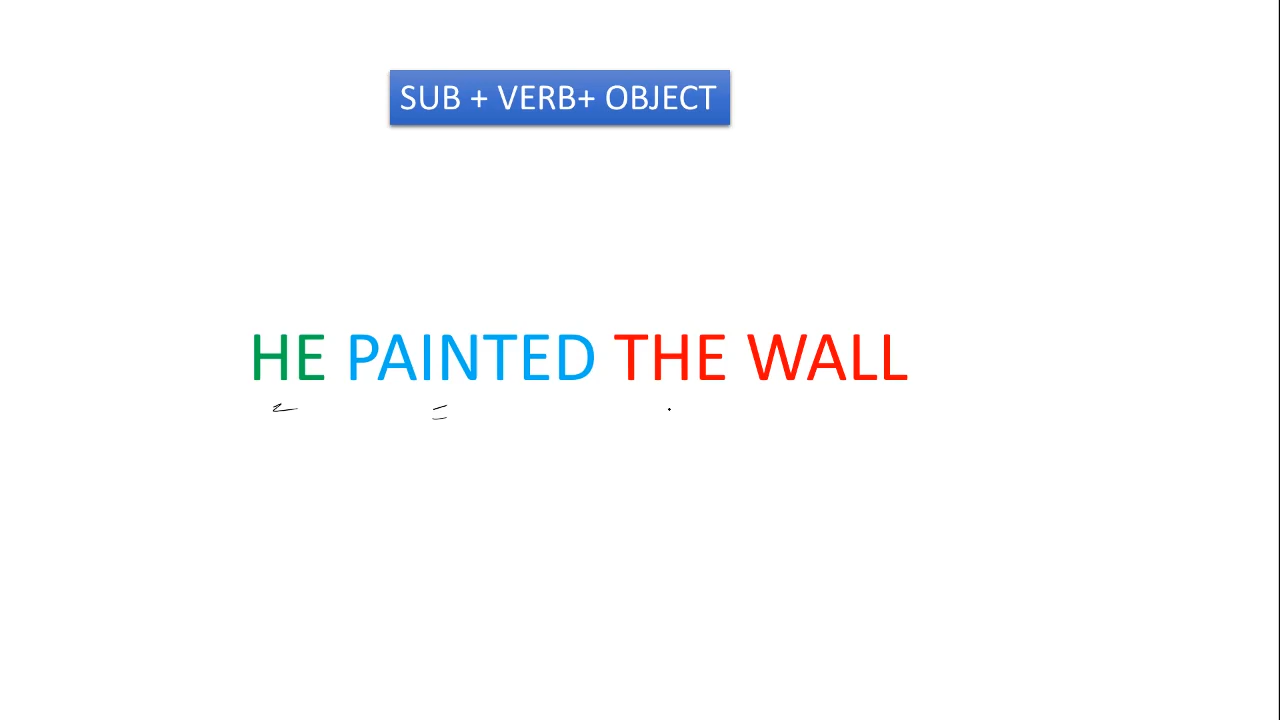 SUB + VERB+ OBJECT
HE PAINTED THE WALL